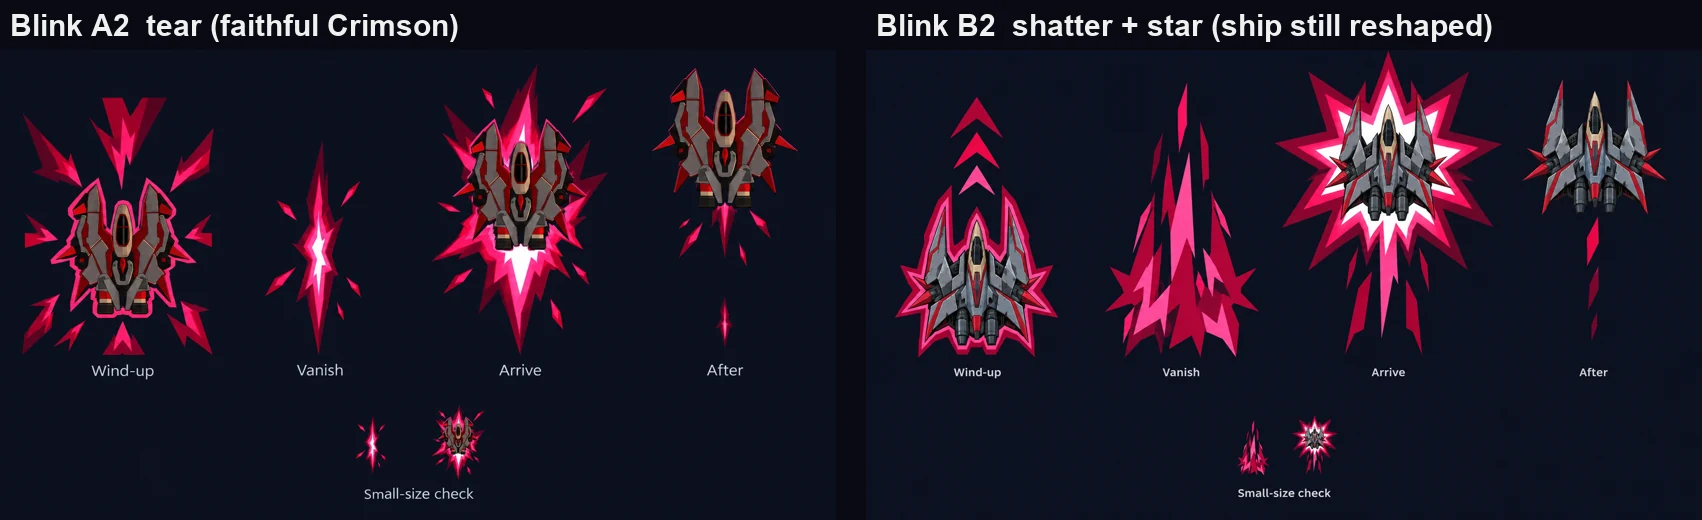 Blink A2  tear (faithful Crimson)
Wind-up
Vanish
Arrive
After
Small-size check
Blink B2  shatter + star (ship still reshaped)
Wind-up
Vanish
Arrive
After
Small-size check